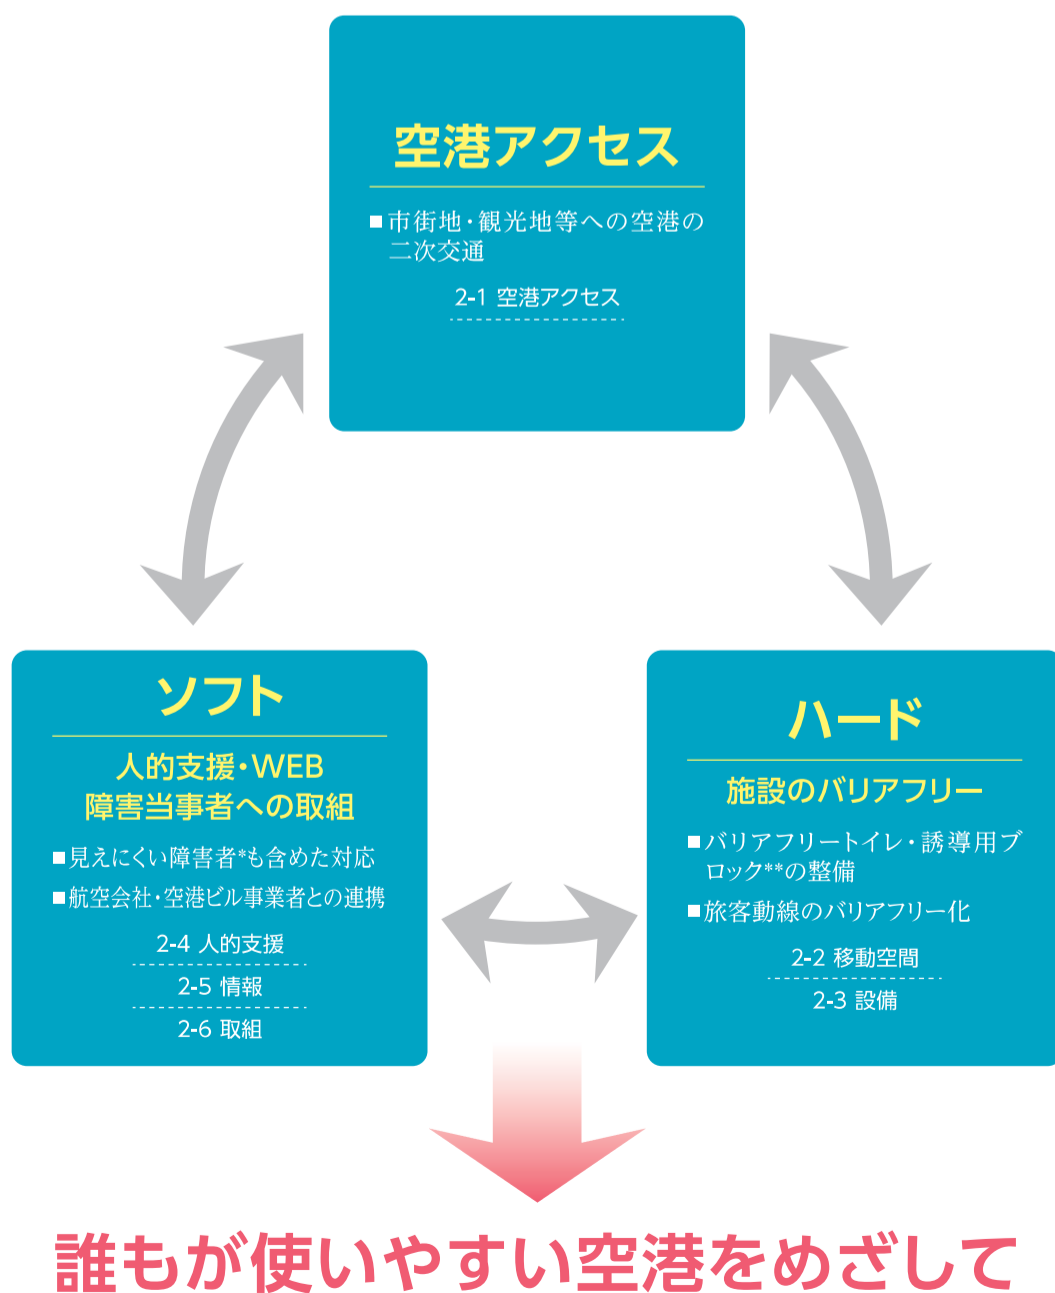 空港アクセス
■市街地・観光地等への空港の
二次交通
2-1 空港アクセス
ソフト
人的支援・WEB
障害当事者への取組
■見えにくい障害者*も含めた対応
■航空会社・空港ビル事業者との連携
2-4 人的支援
2-5 情報
2-6 取組
ハード
施設のバリアフリー
■バリアフリートイレ・誘導用ブ
ロック**の整備
■旅客動線のバリアフリー化
2-2 移動空間
2-3 設備
誰もが使いやすい空港をめざして